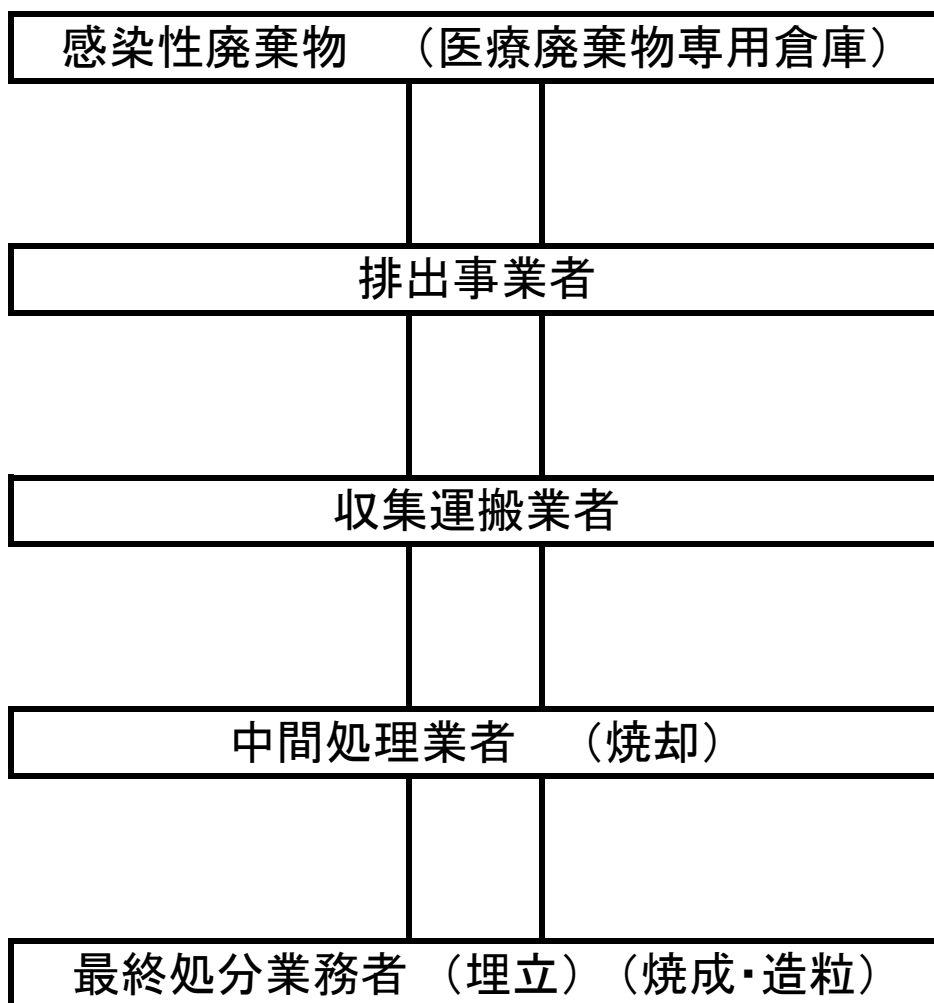 感染性廃棄物　（医療廃棄物専用倉庫）
排出事業者
収集運搬業者
中間処理業者　（焼却）
最終処分業務者　（埋立）（焼成・造粒）